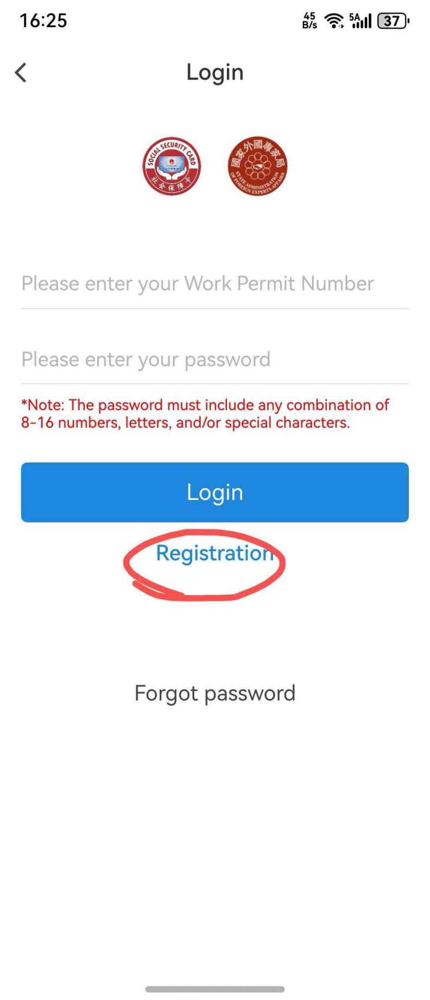 16:25
45
B/s
5A
37
Login
SOCIAL SECURITY CARD
社会保障卡
國家外國專家局
STATE ADMINISTRATION
OF FOREIGN EXPERTS AFFAIRS
Please enter your Work Permit Number
Please enter your password
*Note: The password must include any combination of
8-16 numbers, letters, and/or special characters.
Login
Registration
Forgot password